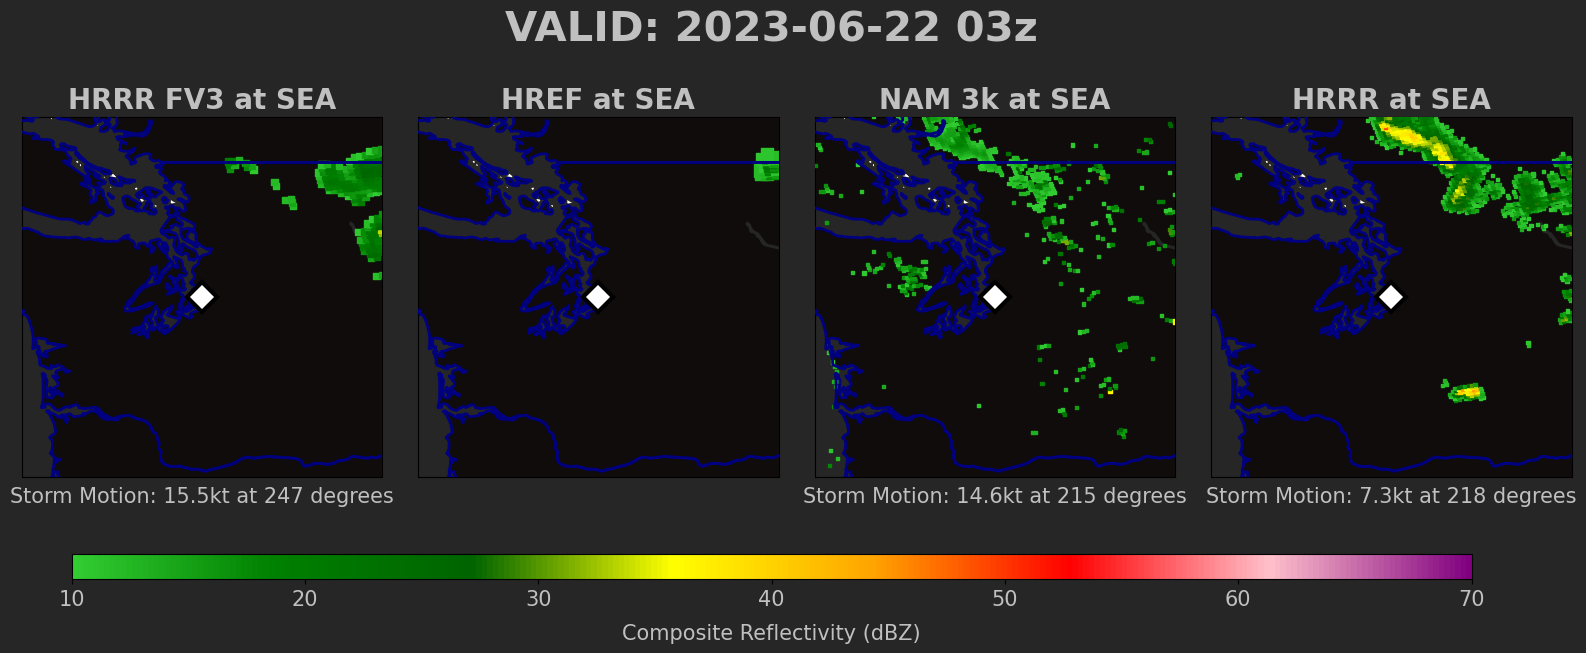 VALID: 2023-06-22 03z
HRRR FV3 at SEA
HREF at SEA
NAM 3k at SEA
HRRR at SEA
Storm Motion: 15.5kt at 247 degrees
Storm Motion: 14.6kt at 215 degrees
Storm Motion: 7.3kt at 218 degrees
10 20 30 40 50 60 70
Composite Reflectivity (dBZ)